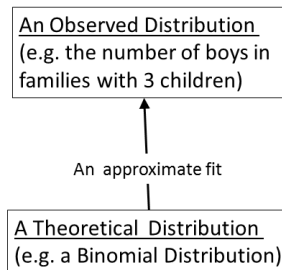 An Observed Distribution
(e.g. the number of boys in
families with 3 children)
An approximate fit
A Theoretical Distribution
(e.g. a Binomial Distribution)